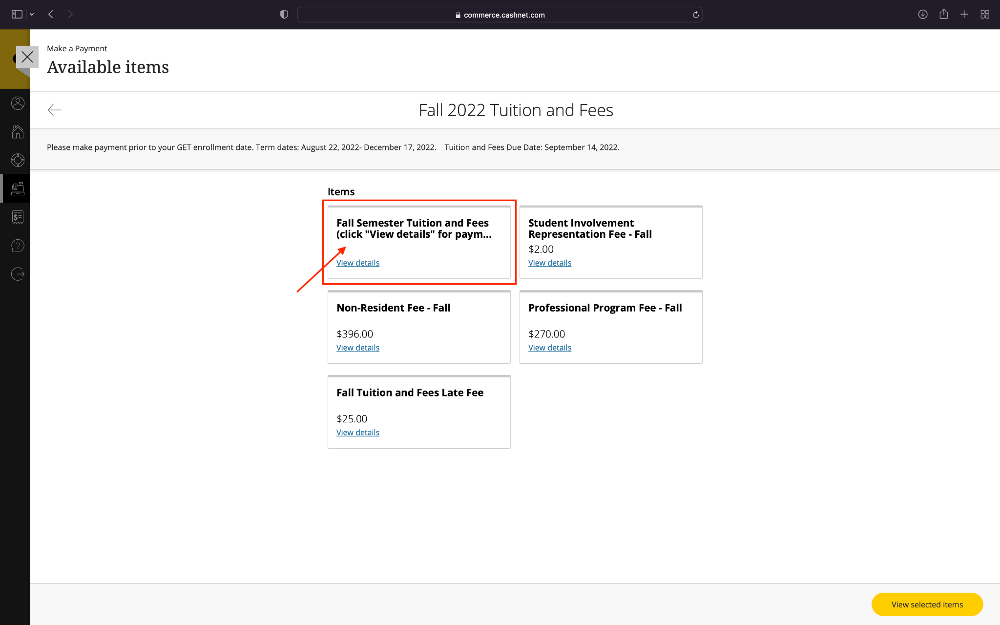 commerce.cashnet.com
Make a Payment
Available items
Fall 2022 Tuition and Fees
Please make payment prior to your GET enrollment date. Term dates: August 22, 2022- December 17, 2022. Tuition and Fees Due Date: September 14, 2022.
Items
Fall Semester Tuition and Fees
(click "View details" for paym...
View details
Student Involvement
Representation Fee - Fall
$2.00
View details
Non-Resident Fee - Fall
$396.00
View details
Professional Program Fee - Fall
$270.00
View details
Fall Tuition and Fees Late Fee
$25.00
View details
View selected items